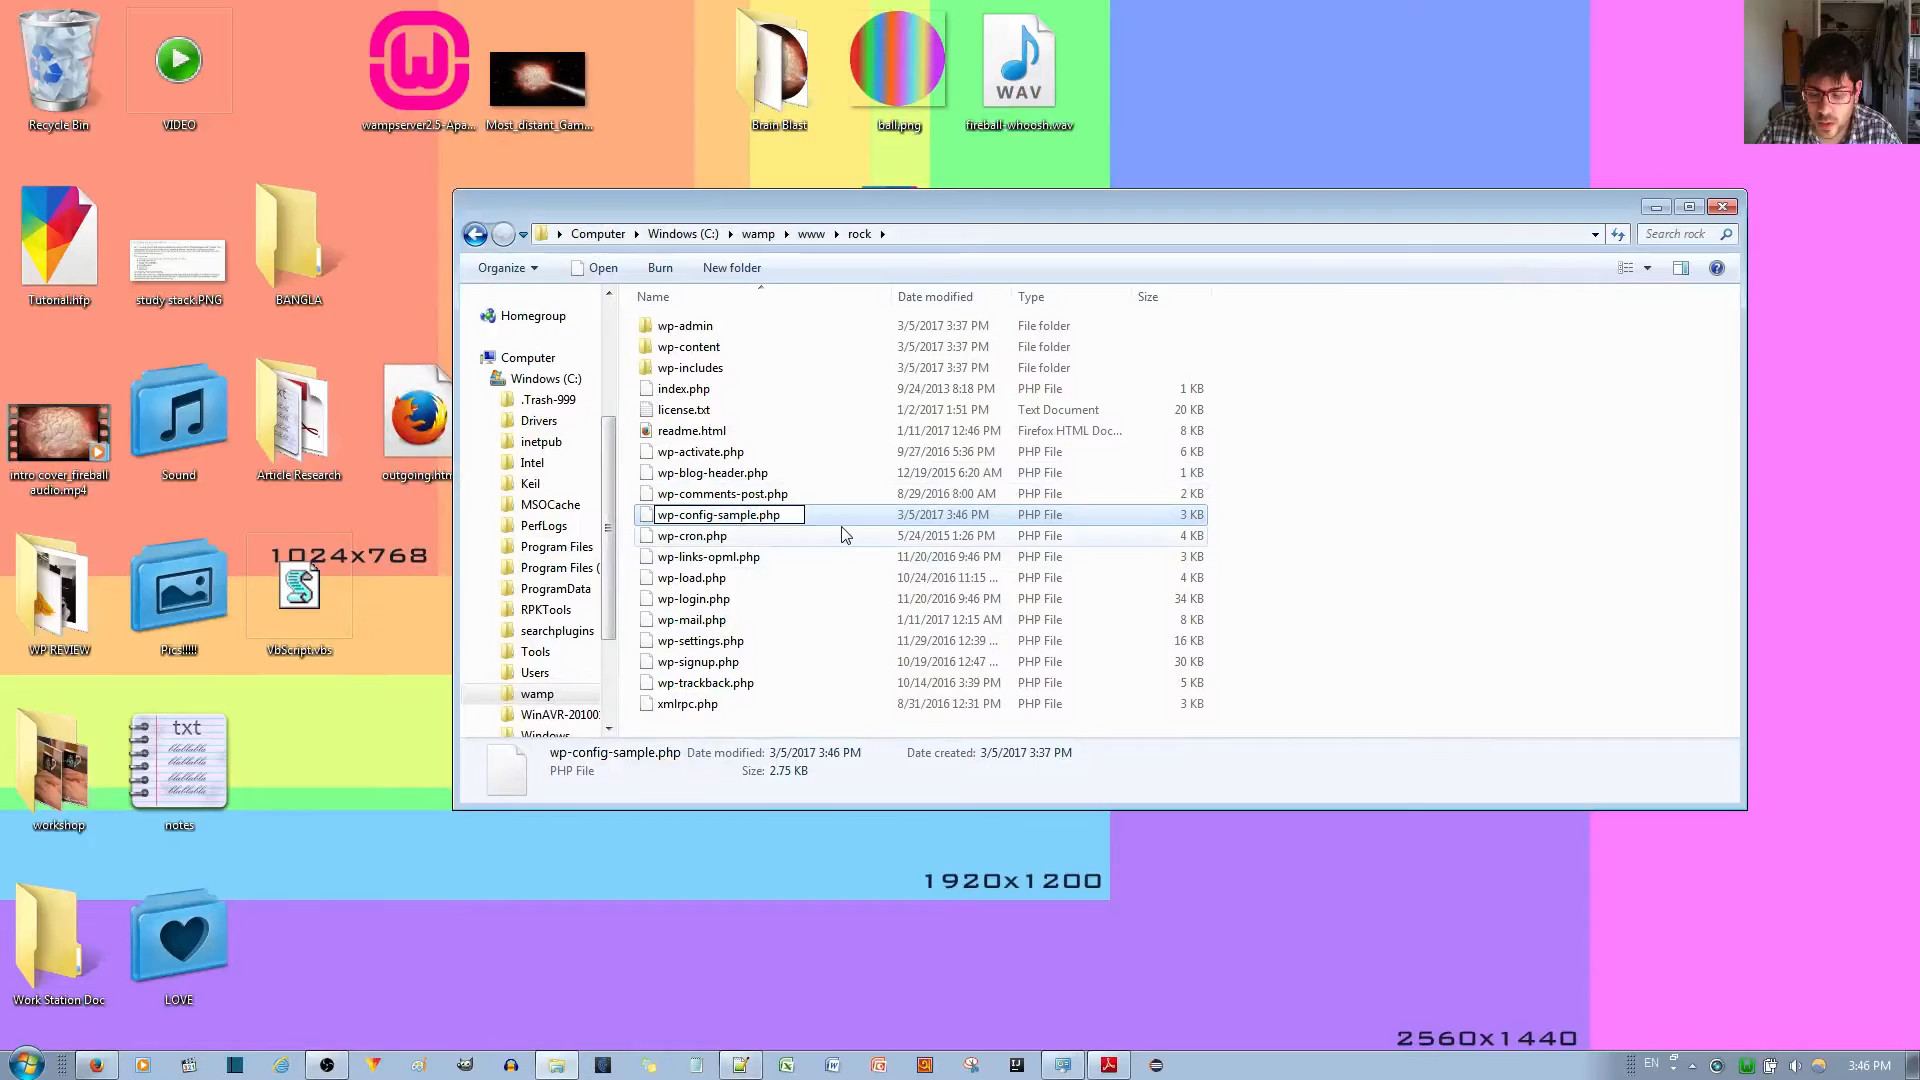 Recycle Bin
VIDEO
wampserver2.5-Apa...
Most_distant_Gam...
Brain Blast
ball.png
WAV
fireball-whoosh.wav
Tutorial.hfp
study stack.PNG
BANGLA
intro cover_fireball audio.mp4
Sound
Article Research
1024x768
WP REVIEW
Pics!!!!!
VbScript.vbs
workshop
txt
blablabla
blablabla
blablabla
blablabla
notes
Work Station Doc
LOVE
1920x1200
2560x1440
Computer
Windows (C:)
wamp
www
rock
Search rock
Organize
Open
Burn
New folder
Homegroup
Computer
Windows (C:)
.Trash-999
Drivers
inetpub
Intel
Keil
MSOCache
PerfLogs
Program Files
Program Files (
ProgramData
RPKTools
searchplugins
Tools
Users
wamp
WinAVR-20100
Windows
Name Date modified Type Size
wp-admin 3/5/2017 3:37 PM File folder
wp-content 3/5/2017 3:37 PM File folder
wp-includes 3/5/2017 3:37 PM File folder
index.php 9/24/2013 8:18 PM PHP File 1 KB
license.txt 1/2/2017 1:51 PM Text Document 20 KB
readme.html 1/11/2017 12:46 PM Firefox HTML Doc... 8 KB
wp-activate.php 9/27/2016 5:36 PM PHP File 6 KB
wp-blog-header.php 12/19/2015 6:20 AM PHP File 1 KB
wp-comments-post.php 8/29/2016 8:00 AM PHP File 2 KB
wp-config-sample.php 3/5/2017 3:46 PM PHP File 3 KB
wp-cron.php 5/24/2015 1:26 PM PHP File 4 KB
wp-links-opml.php 11/20/2016 9:46 PM PHP File 3 KB
wp-load.php 10/24/2016 11:15 ... PHP File 4 KB
wp-login.php 11/20/2016 9:46 PM PHP File 34 KB
wp-mail.php 1/11/2017 12:15 AM PHP File 8 KB
wp-settings.php 11/29/2016 12:39 ... PHP File 16 KB
wp-signup.php 10/19/2016 12:47 ... PHP File 30 KB
wp-trackback.php 10/14/2016 3:39 PM PHP File 5 KB
xmlrpc.php 8/31/2016 12:31 PM PHP File 3 KB
wp-config-sample.php Date modified: 3/5/2017 3:46 PM Date created: 3/5/2017 3:37 PM
PHP File Size: 2.75 KB
EN
3:46 PM